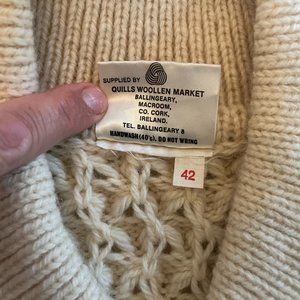 SUPPLIED BY
QUILLS WOOLLEN MARKET
BALLINGEARY,
MACROOM,
CO. CORK,
IRELAND.
TEL. BALLINGEARY 8
HANDWASH (40°c), DO NOT WRING
42